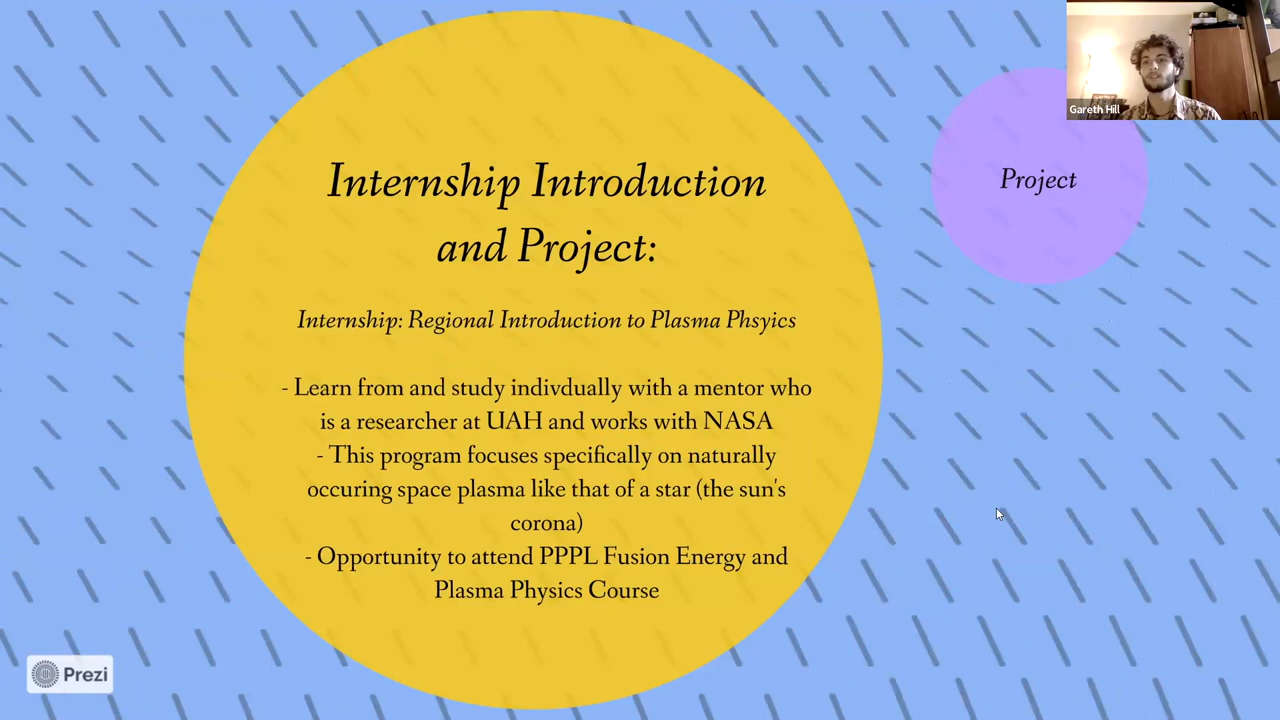 Internship Introduction
and Project:
Internship: Regional Introduction to Plasma Phsyics
- Learn from and study indivdually with a mentor who
is a researcher at UAH and works with NASA
- This program focuses specifically on naturally
occuring space plasma like that of a star (the sun's
corona)
- Opportunity to attend PPPL Fusion Energy and
Plasma Physics Course
Project
Gareth Hill
Prezi